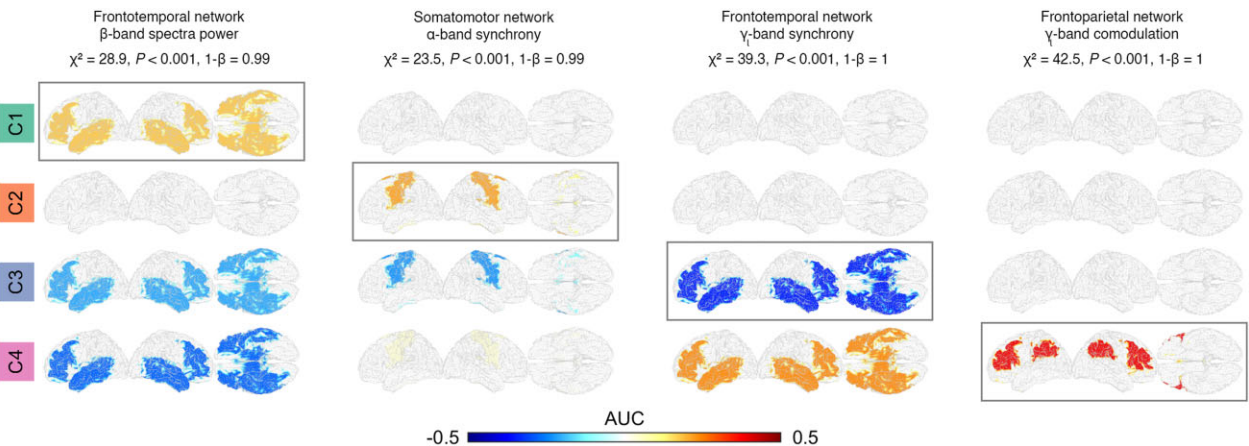 Frontotemporal network
β-band spectra power
χ² = 28.9, P < 0.001, 1-β = 0.99
Somatomotor network
α-band synchrony
χ² = 23.5, P < 0.001, 1-β = 0.99
Frontotemporal network
γl-band synchrony
χ² = 39.3, P < 0.001, 1-β = 1
Frontoparietal network
γl-band comodulation
χ² = 42.5, P < 0.001, 1-β = 1
C1
C2
C3
C4
AUC
-0.5
0.5